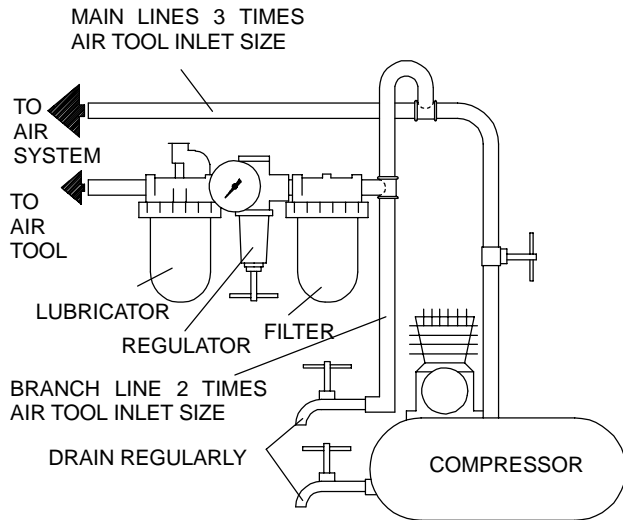 MAIN LINES 3 TIMES
AIR TOOL INLET SIZE
TO
AIR
SYSTEM
TO
AIR
TOOL
LUBRICATOR
REGULATOR
FILTER
BRANCH LINE 2 TIMES
AIR TOOL INLET SIZE
DRAIN REGULARLY
COMPRESSOR